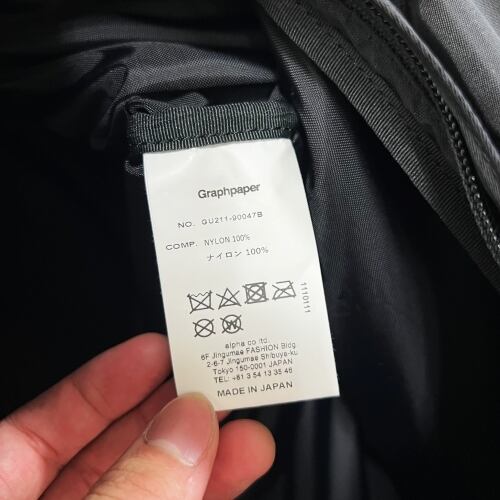 Graphpaper
NO. GU211-90047B
COMP. NYLON 100%
ナイロン 100%
1110111
alpha co ltd.
6F Jingumae FASHION Bldg.
2-6-7 Jingumae Shibuya-ku
Tokyo 150-0001 JAPAN
TEL: +81 3 54 13 35 46
MADE IN JAPAN